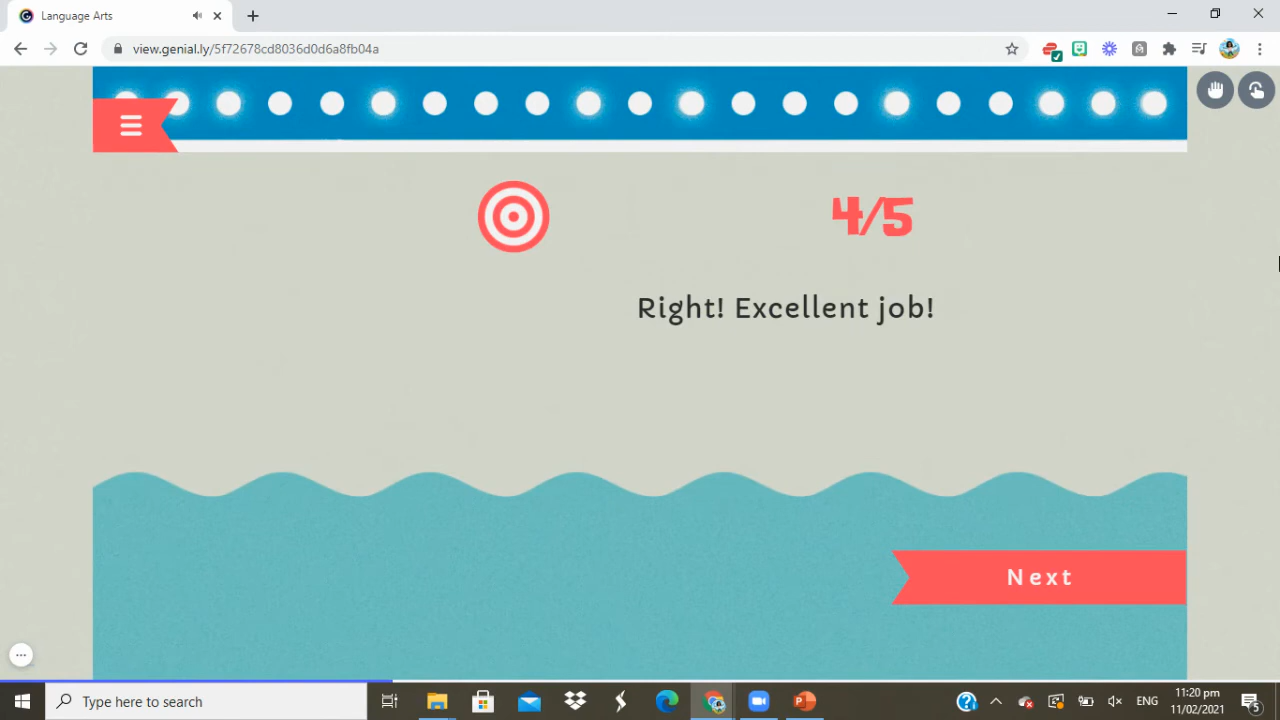 Language Arts
view.genial.ly/5f72678cd8036d0d6a8fb04a
4/5
Right! Excellent job!
Next
Type here to search
ENG
11:20 pm
11/02/2021
5